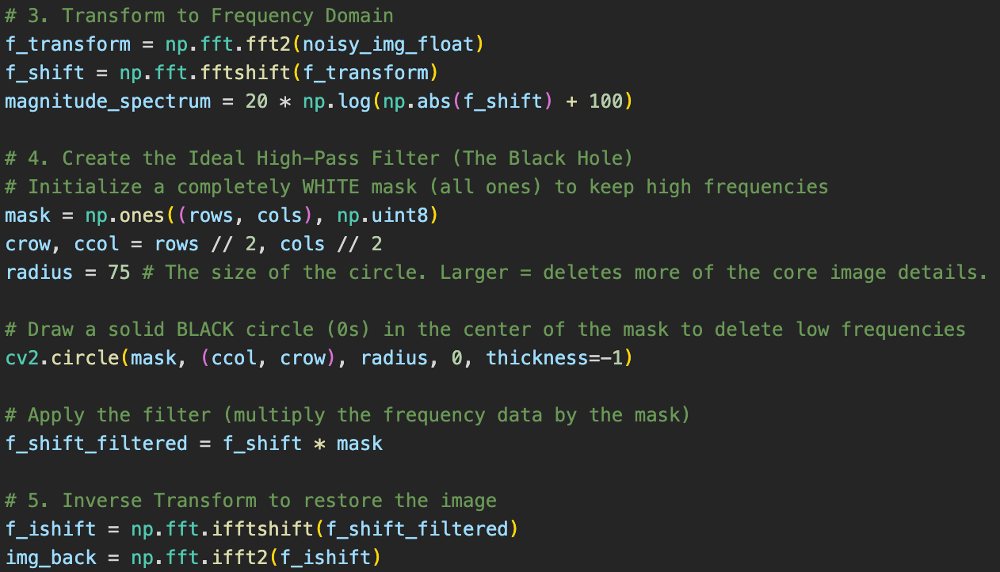 # 3. Transform to Frequency Domain
f_transform = np.fft.fft2(noisy_img_float)
f_shift = np.fft.fftshift(f_transform)
magnitude_spectrum = 20 * np.log(np.abs(f_shift) + 100)
# 4. Create the Ideal High-Pass Filter (The Black Hole)
# Initialize a completely WHITE mask (all ones) to keep high frequencies
mask = np.ones((rows, cols), np.uint8)
crow, ccol = rows // 2, cols // 2
radius = 75 # The size of the circle. Larger = deletes more of the core image details.
# Draw a solid BLACK circle (0s) in the center of the mask to delete low frequencies
cv2.circle(mask, (ccol, crow), radius, 0, thickness=-1)
# Apply the filter (multiply the frequency data by the mask)
f_shift_filtered = f_shift * mask
# 5. Inverse Transform to restore the image
f_ishift = np.fft.ifftshift(f_shift_filtered)
img_back = np.fft.ifft2(f_ishift)